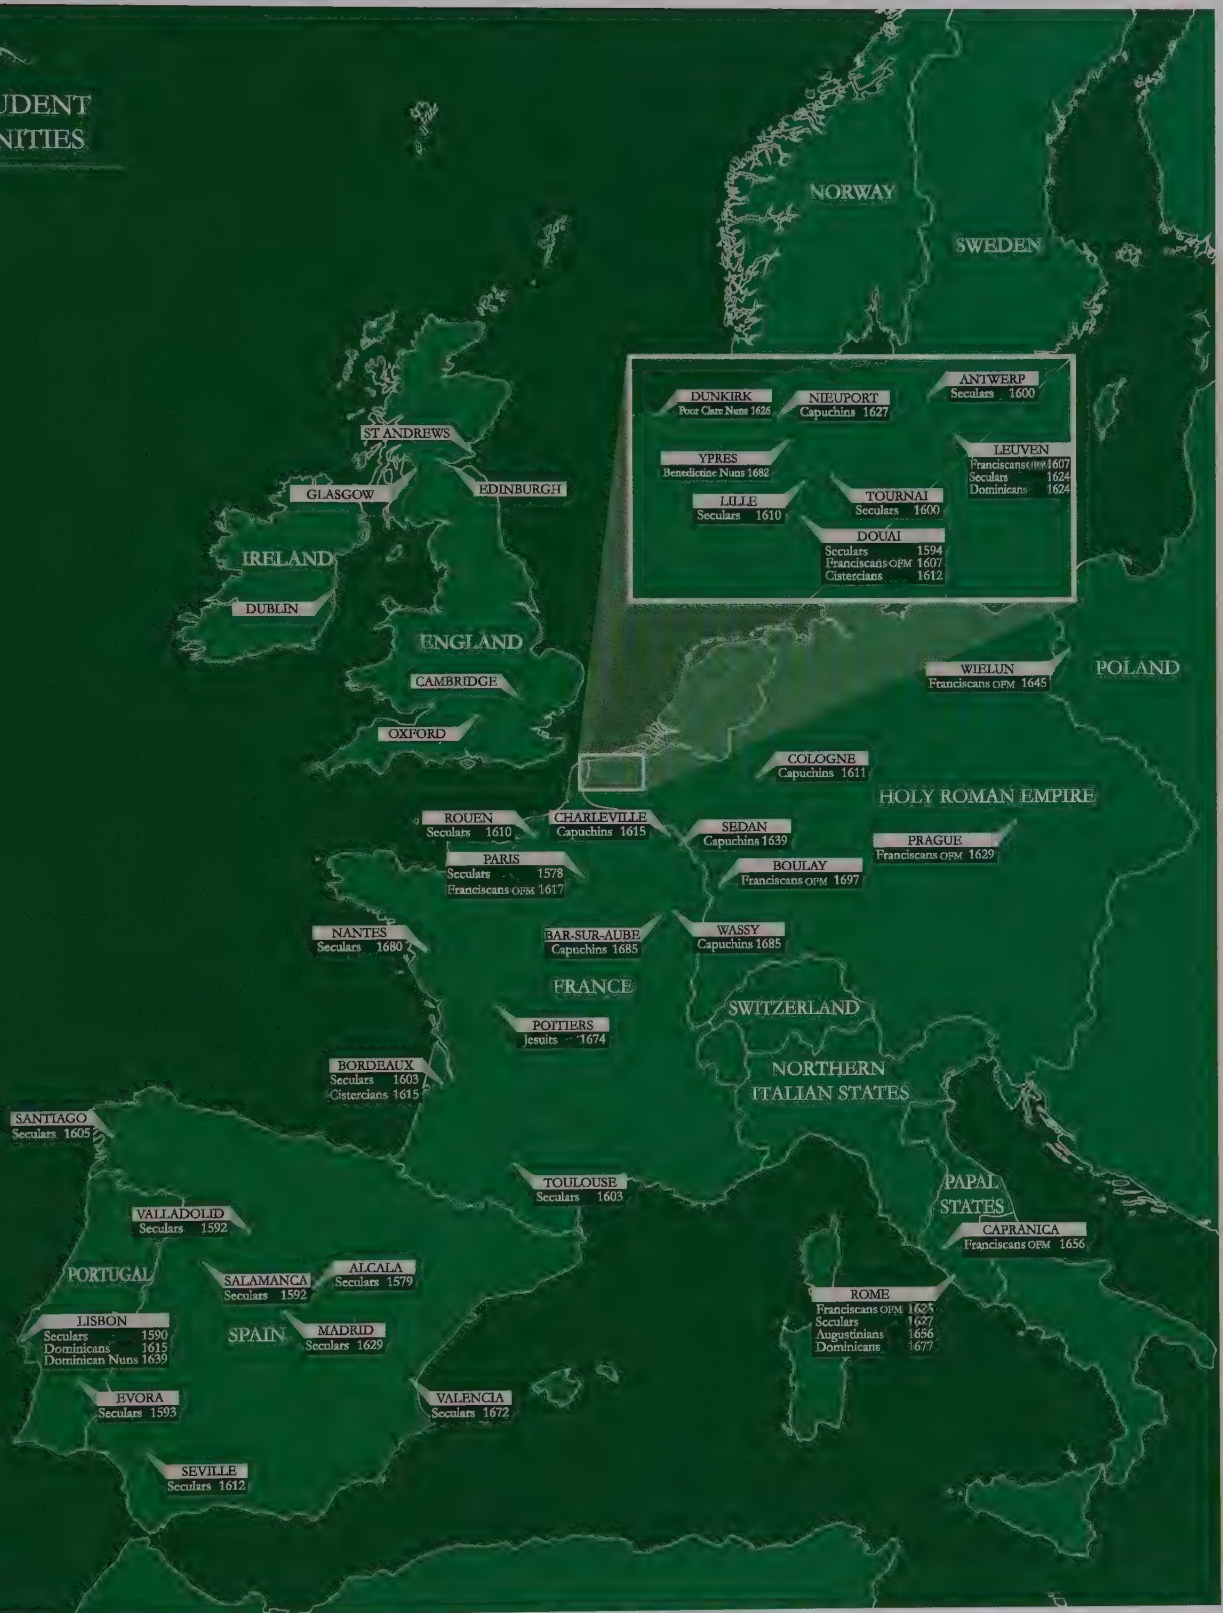 UDENT
NITIES
NORWAY
SWEDEN
DUNKIRK
Poor Clare Nuns 1626
NIEUPORT
Capuchins 1627
ANTWERP
Seculars 1600
YPRES
Benedictine Nuns 1682
LEUVEN
Franciscans OFM 1607
Seculars 1624
Dominicans 1624
LILLE
Seculars 1610
TOURNAI
Seculars 1600
DOUAI
Seculars 1594
Franciscans OFM 1607
Cistercians 1612
ST ANDREWS
GLASGOW
EDINBURGH
IRELAND
DUBLIN
ENGLAND
CAMBRIDGE
OXFORD
WIELUN
Franciscans OFM 1645
POLAND
COLOGNE
Capuchins 1611
HOLY ROMAN EMPIRE
ROUEN
Seculars 1610
CHARLEVILLE
Capuchins 1615
SEDAN
Capuchins 1639
PRAGUE
Franciscans OFM 1629
PARIS
Seculars 1578
Franciscans OFM 1617
BOULAY
Franciscans OFM 1697
NANTES
Seculars 1680
BAR-SUR-AUBE
Capuchins 1685
WASSY
Capuchins 1685
FRANCE
SWITZERLAND
POITIERS
Jesuits 1674
BORDEAUX
Seculars 1603
Cistercians 1615
NORTHERN
ITALIAN STATES
SANTIAGO
Seculars 1605
TOULOUSE
Seculars 1603
PAPAL
STATES
VALLADOLID
Seculars 1592
CAPRANICA
Franciscans OFM 1656
PORTUGAL
SALAMANCA
Seculars 1592
ALCALA
Seculars 1579
ROME
Franciscans OFM 1625
Seculars 1627
Augustinians 1656
Dominicans 1677
LISBON
Seculars 1590
Dominicans 1615
Dominican Nuns 1639
SPAIN
MADRID
Seculars 1629
EVORA
Seculars 1593
VALENCIA
Seculars 1672
SEVILLE
Seculars 1612